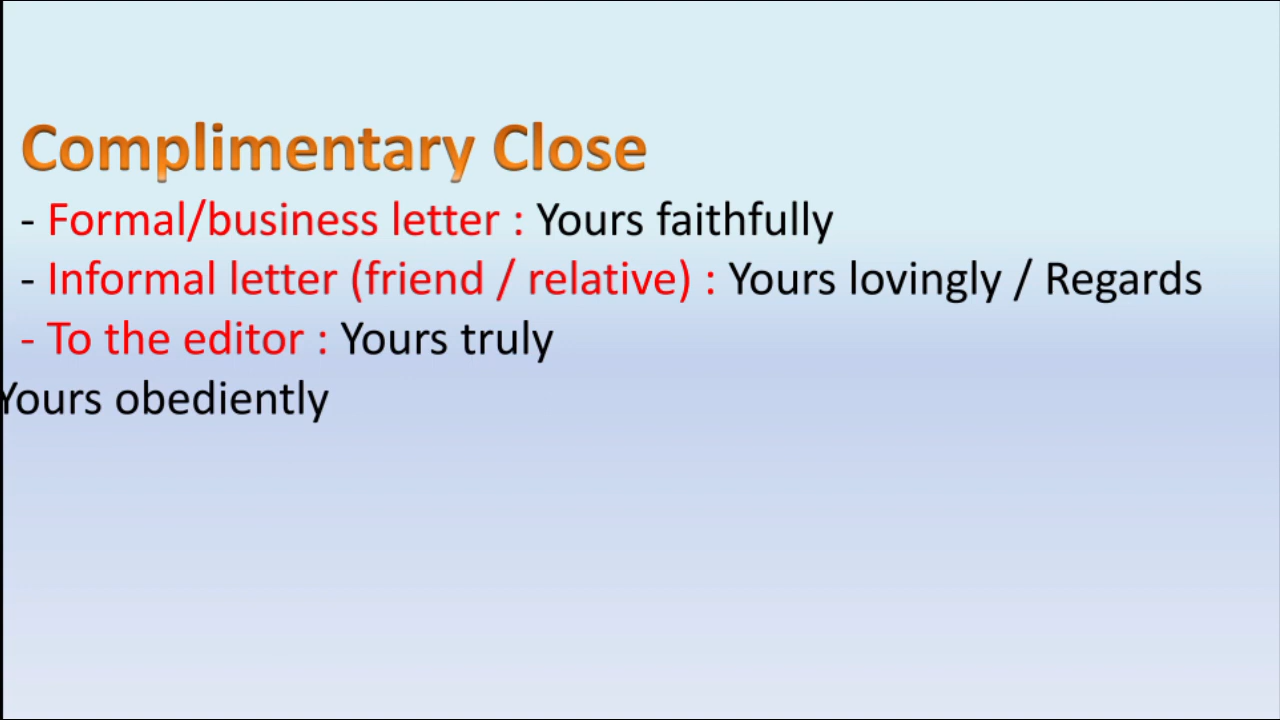 Complimentary Close
- Formal/business letter : Yours faithfully
- Informal letter (friend / relative) : Yours lovingly / Regards
- To the editor : Yours truly
Yours obediently